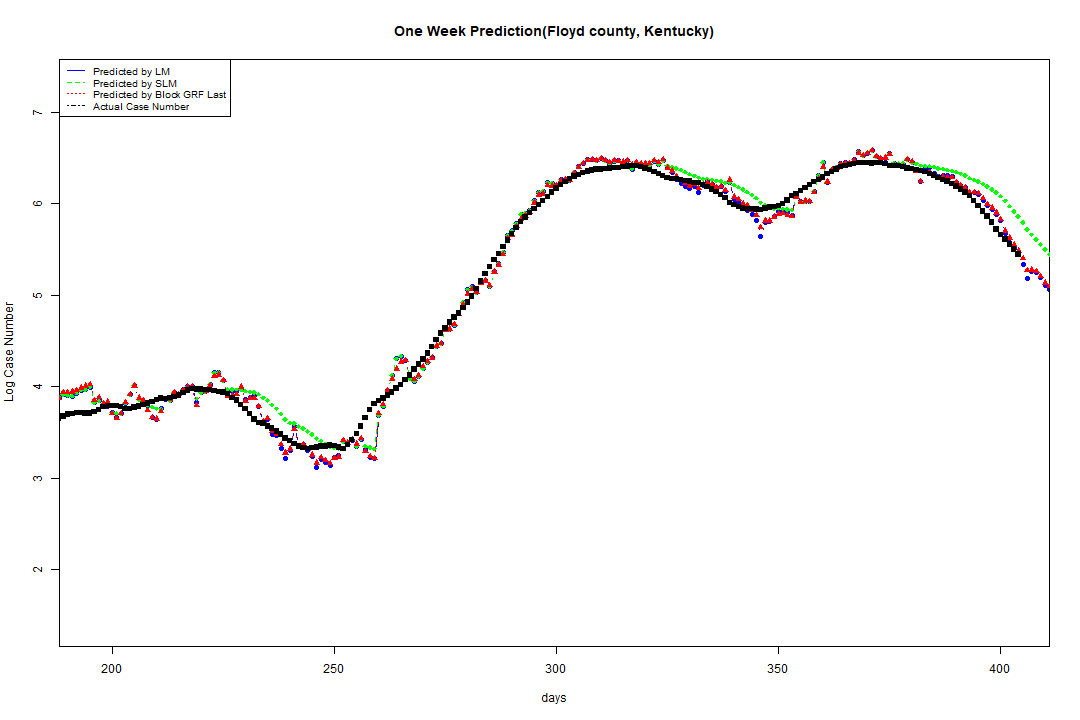 One Week Prediction(Floyd county, Kentucky)
Predicted by LM
Predicted by SLM
Predicted by Block GRF Last
Actual Case Number
7
6
5
4
3
2
Log Case Number
200 250 300 350 400
days